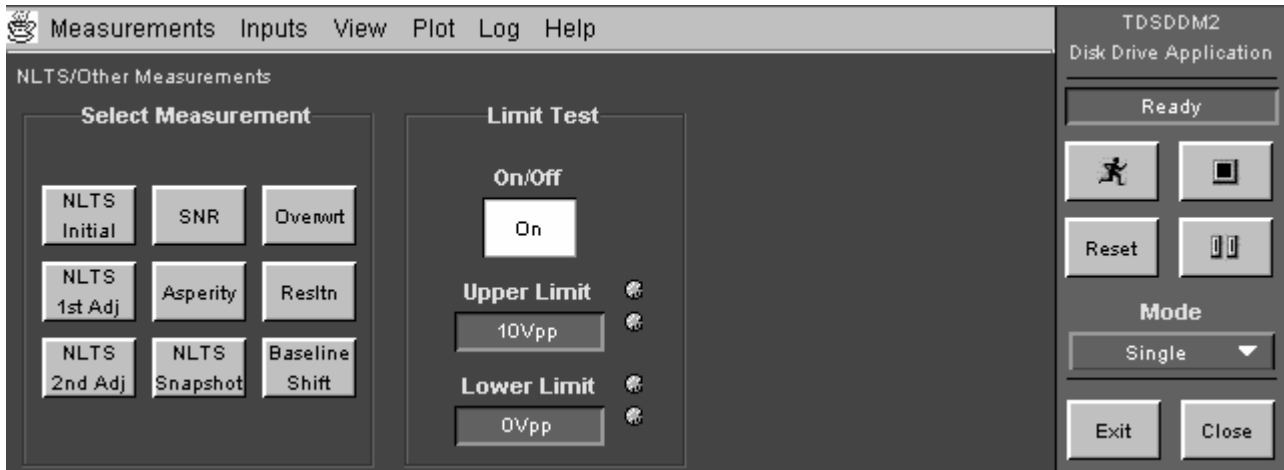 Measurements Inputs View Plot Log Help
TDSDDM2
Disk Drive Application
NLTS/Other Measurements
Ready
Select Measurement
Limit Test
NLTS
Initial
SNR
Overwrt
NLTS
1st Adj
Asperity
Resltn
NLTS
2nd Adj
NLTS
Snapshot
Baseline
Shift
On/Off
On
Upper Limit
10Vpp
Lower Limit
0Vpp
Reset
Mode
Single
Exit
Close